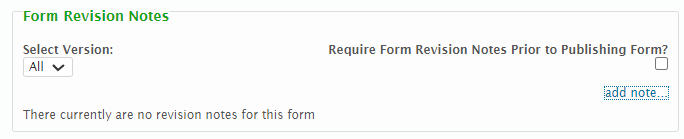 Form Revision Notes
Select Version:
Require Form Revision Notes Prior to Publishing Form?
All
add note...
There currently are no revision notes for this form